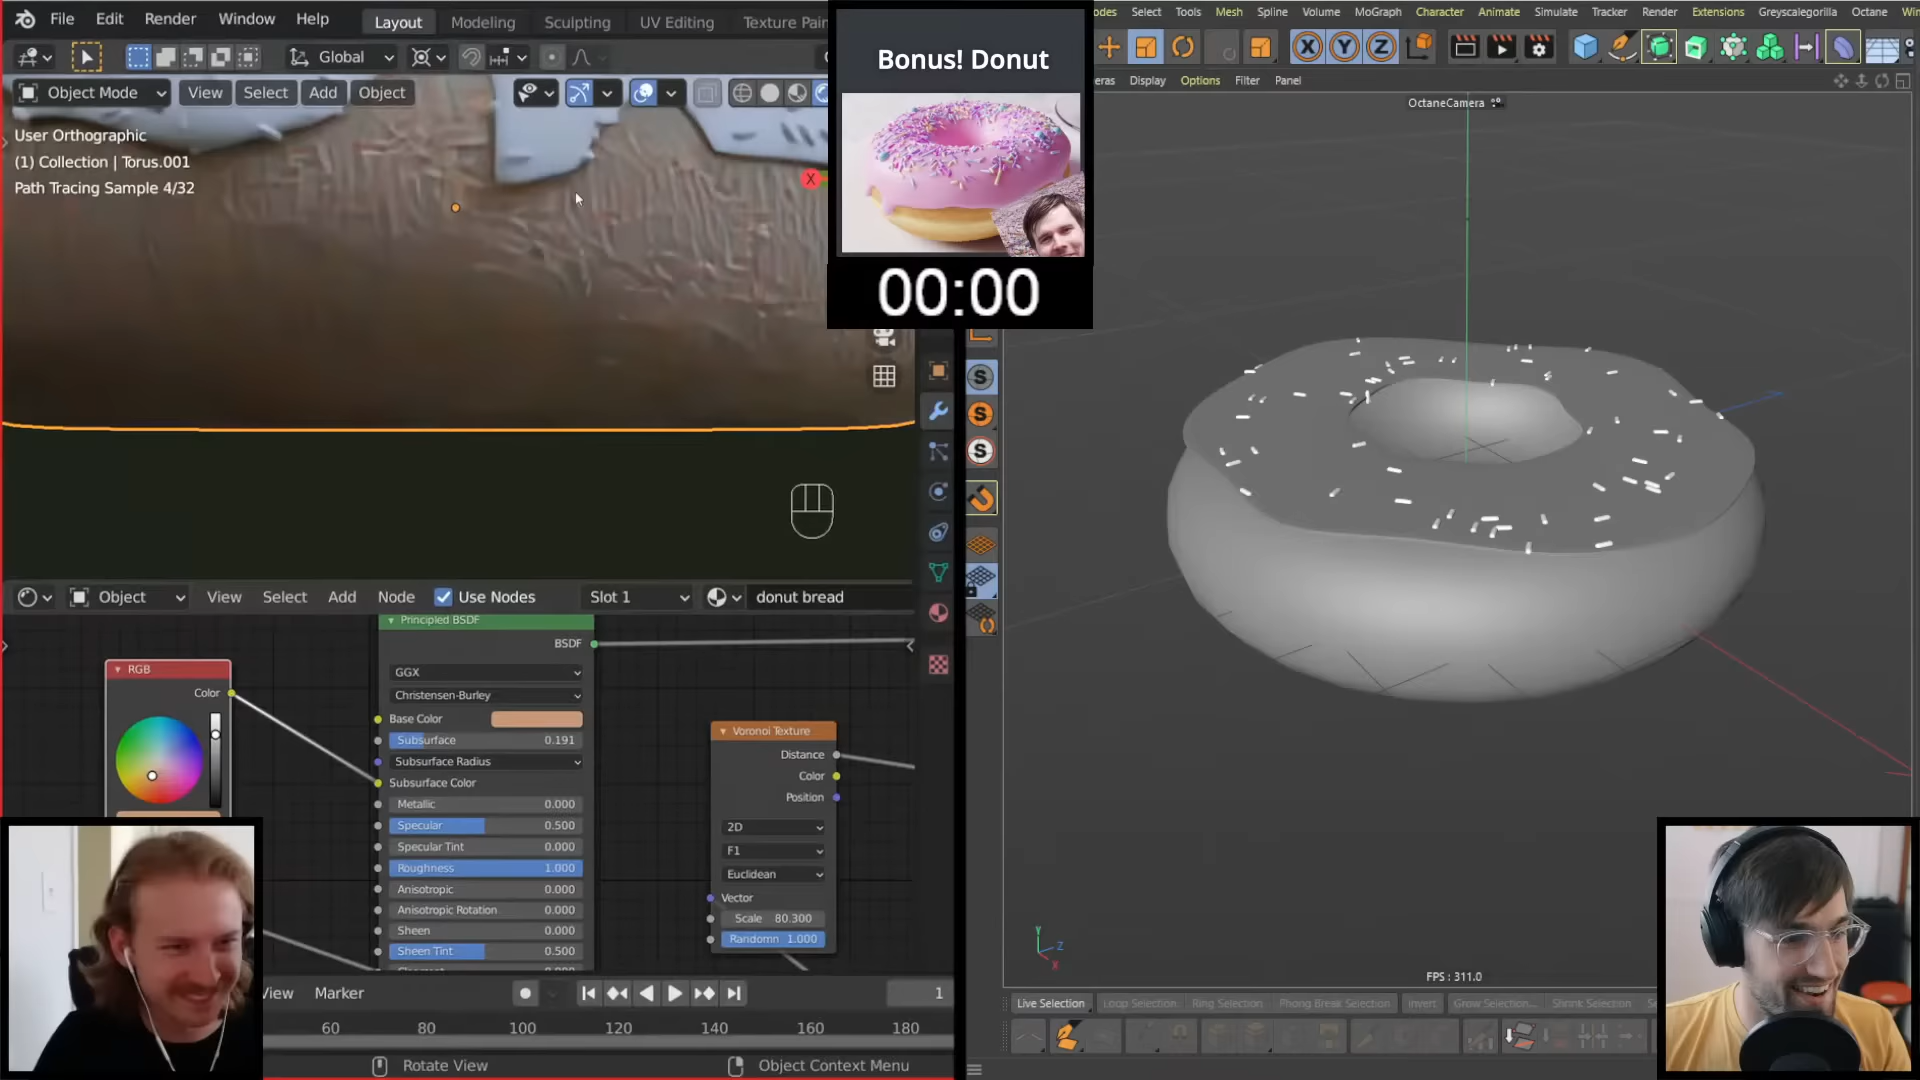 File Edit Render Window Help Layout Modeling Sculpting UV Editing Texture Pain
Global
Object Mode View Select Add Object
User Orthographic
(1) Collection | Torus.001
Path Tracing Sample 4/32
X
Bonus! Donut
00:00
Object View Select Add Node Use Nodes Slot 1 donut bread
RGB
Color
Principled BSDF
BSDF
GGX
Christensen-Burley
Base Color
Subsurface 0.191
Subsurface Radius
Subsurface Color
Metallic 0.000
Specular 0.500
Specular Tint 0.000
Roughness 1.000
Anisotropic 0.000
Anisotropic Rotation 0.000
Sheen 0.000
Sheen Tint 0.500
Voronoi Texture
Distance
Color
Position
2D
F1
Euclidean
Vector
Scale 80.300
Randomn 1.000
View Marker 1
60 80 100 120 140 160 180
Rotate View Object Context Menu
odes Select Tools Mesh Spline Volume MoGraph Character Animate Simulate Tracker Render Extensions Greyscalegorilla Octane Win
X Y Z
eras Display Options Filter Panel
OctaneCamera
S
S
S
Y
Z
X
FPS : 311.0
Live Selection Loop Selection... Ring Selection... Phong Break Selection... Invert Grow Selection... Shrink Selection... Se